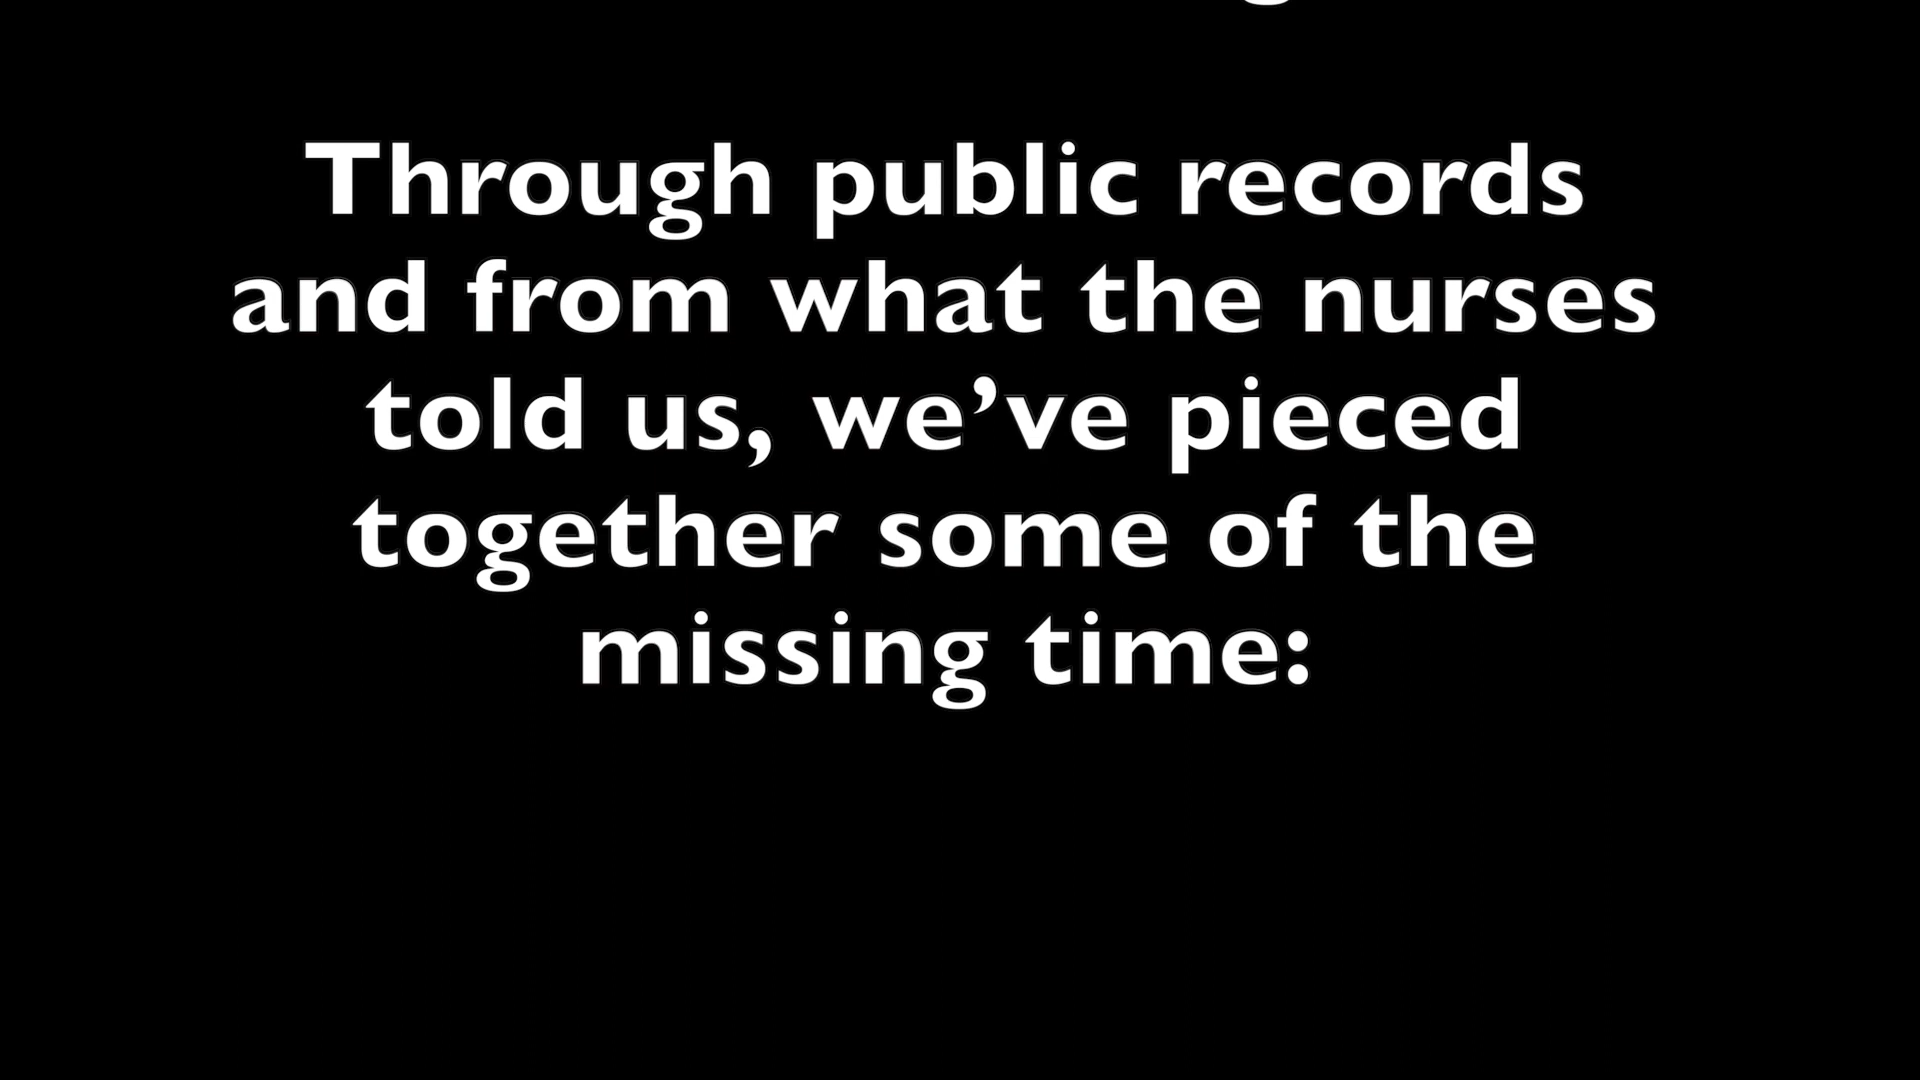 Through public records
and from what the nurses
told us, we’ve pieced
together some of the
missing time: